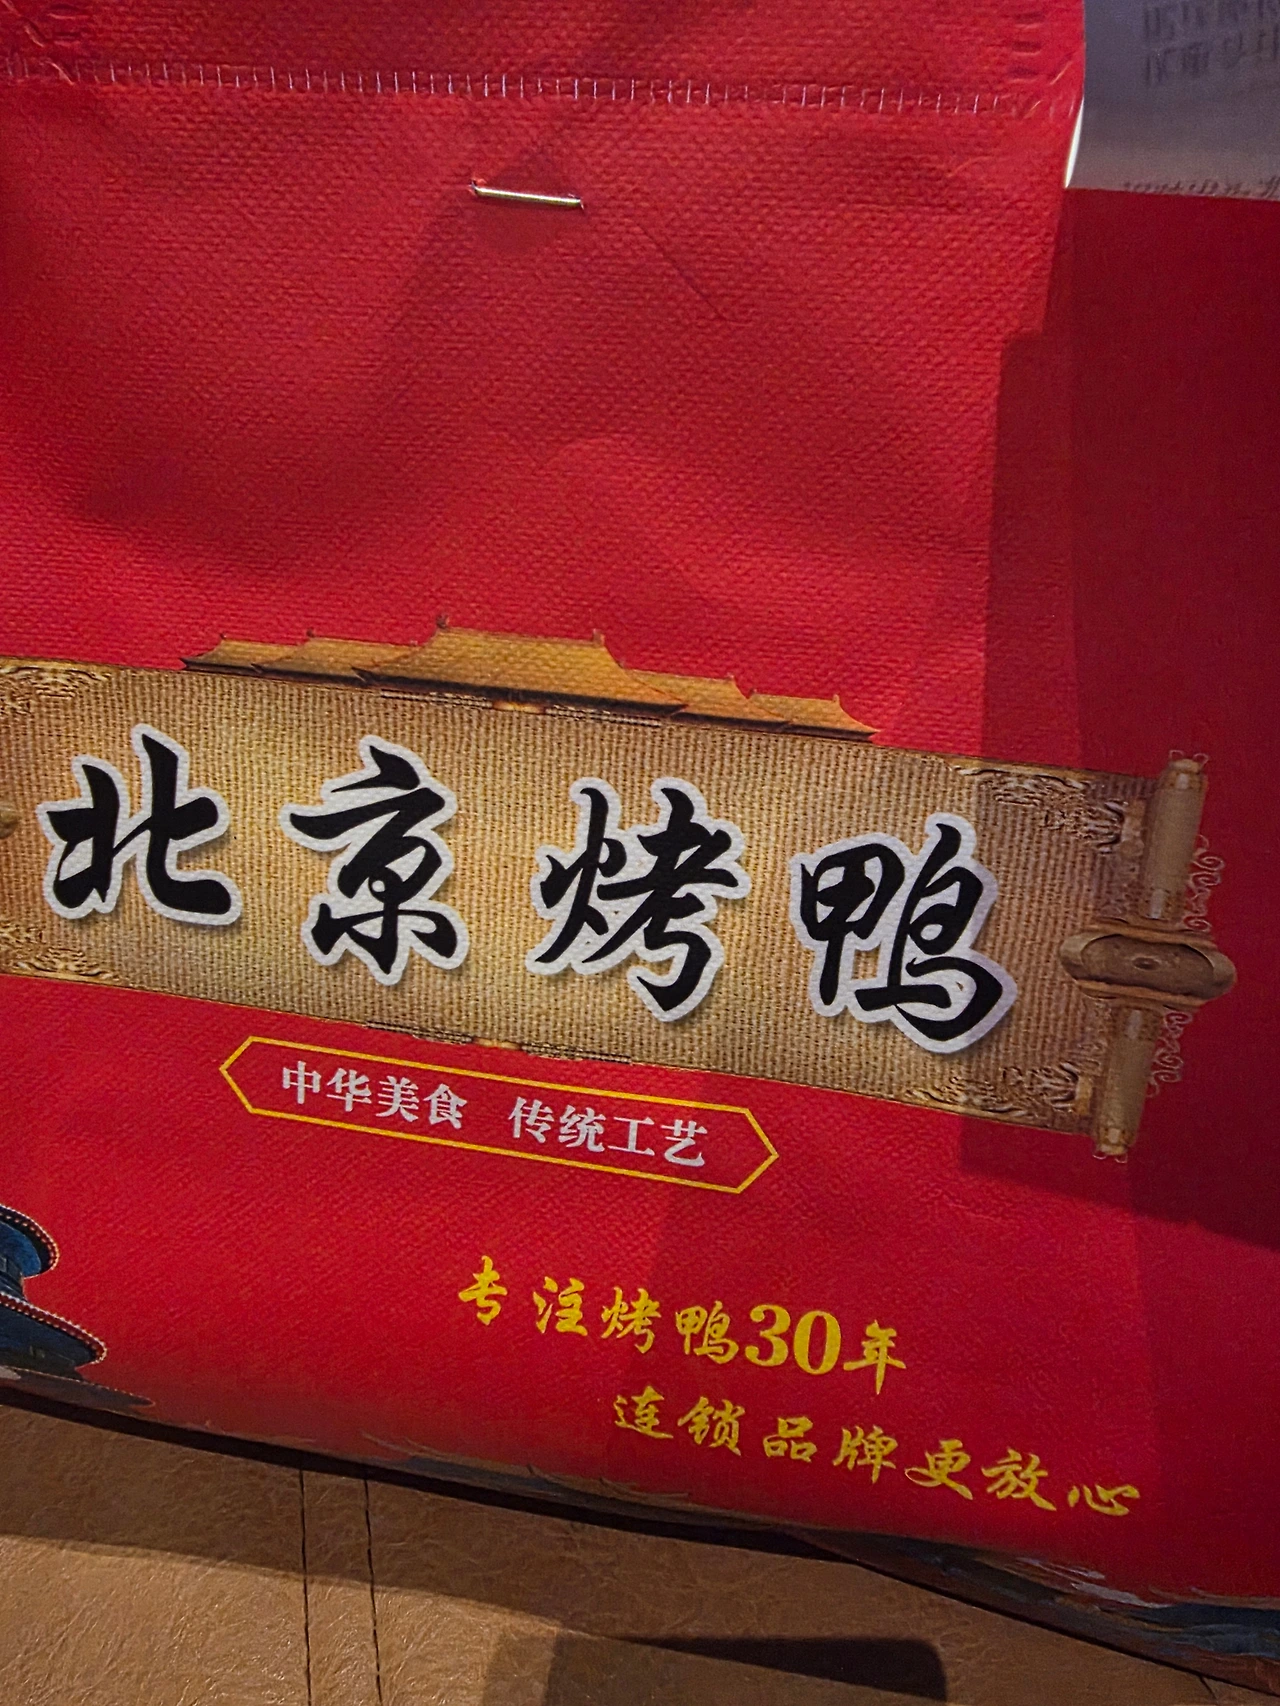 北京烤鸭
中华美食 传统工艺
专注烤鸭30年
连锁品牌更放心